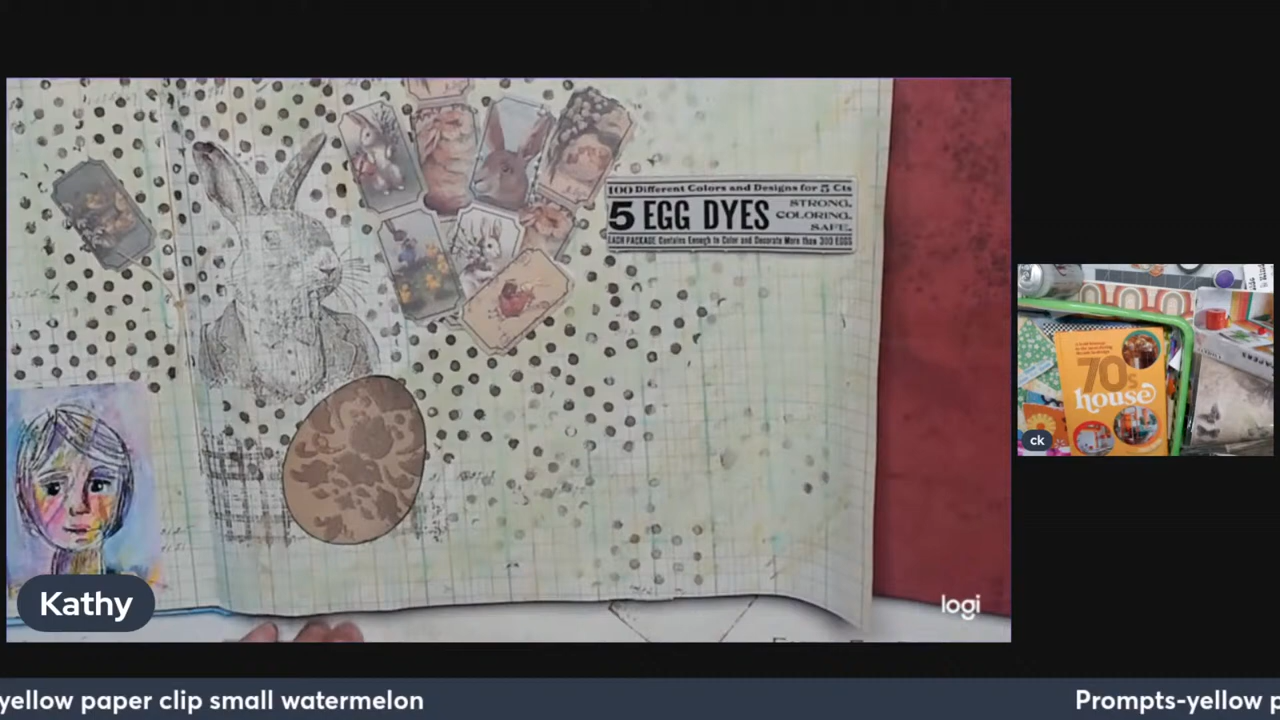 100 Different Colors and Designs for 5 Cts
5 EGG DYES
STRONG,
COLORING,
SAFE.
EACH PACKAGE Contains Enough to Color and Decorate More than 300 EGGS
70s
house
ck
Kathy
logi
yellow paper clip small watermelon
Prompts-yellow p